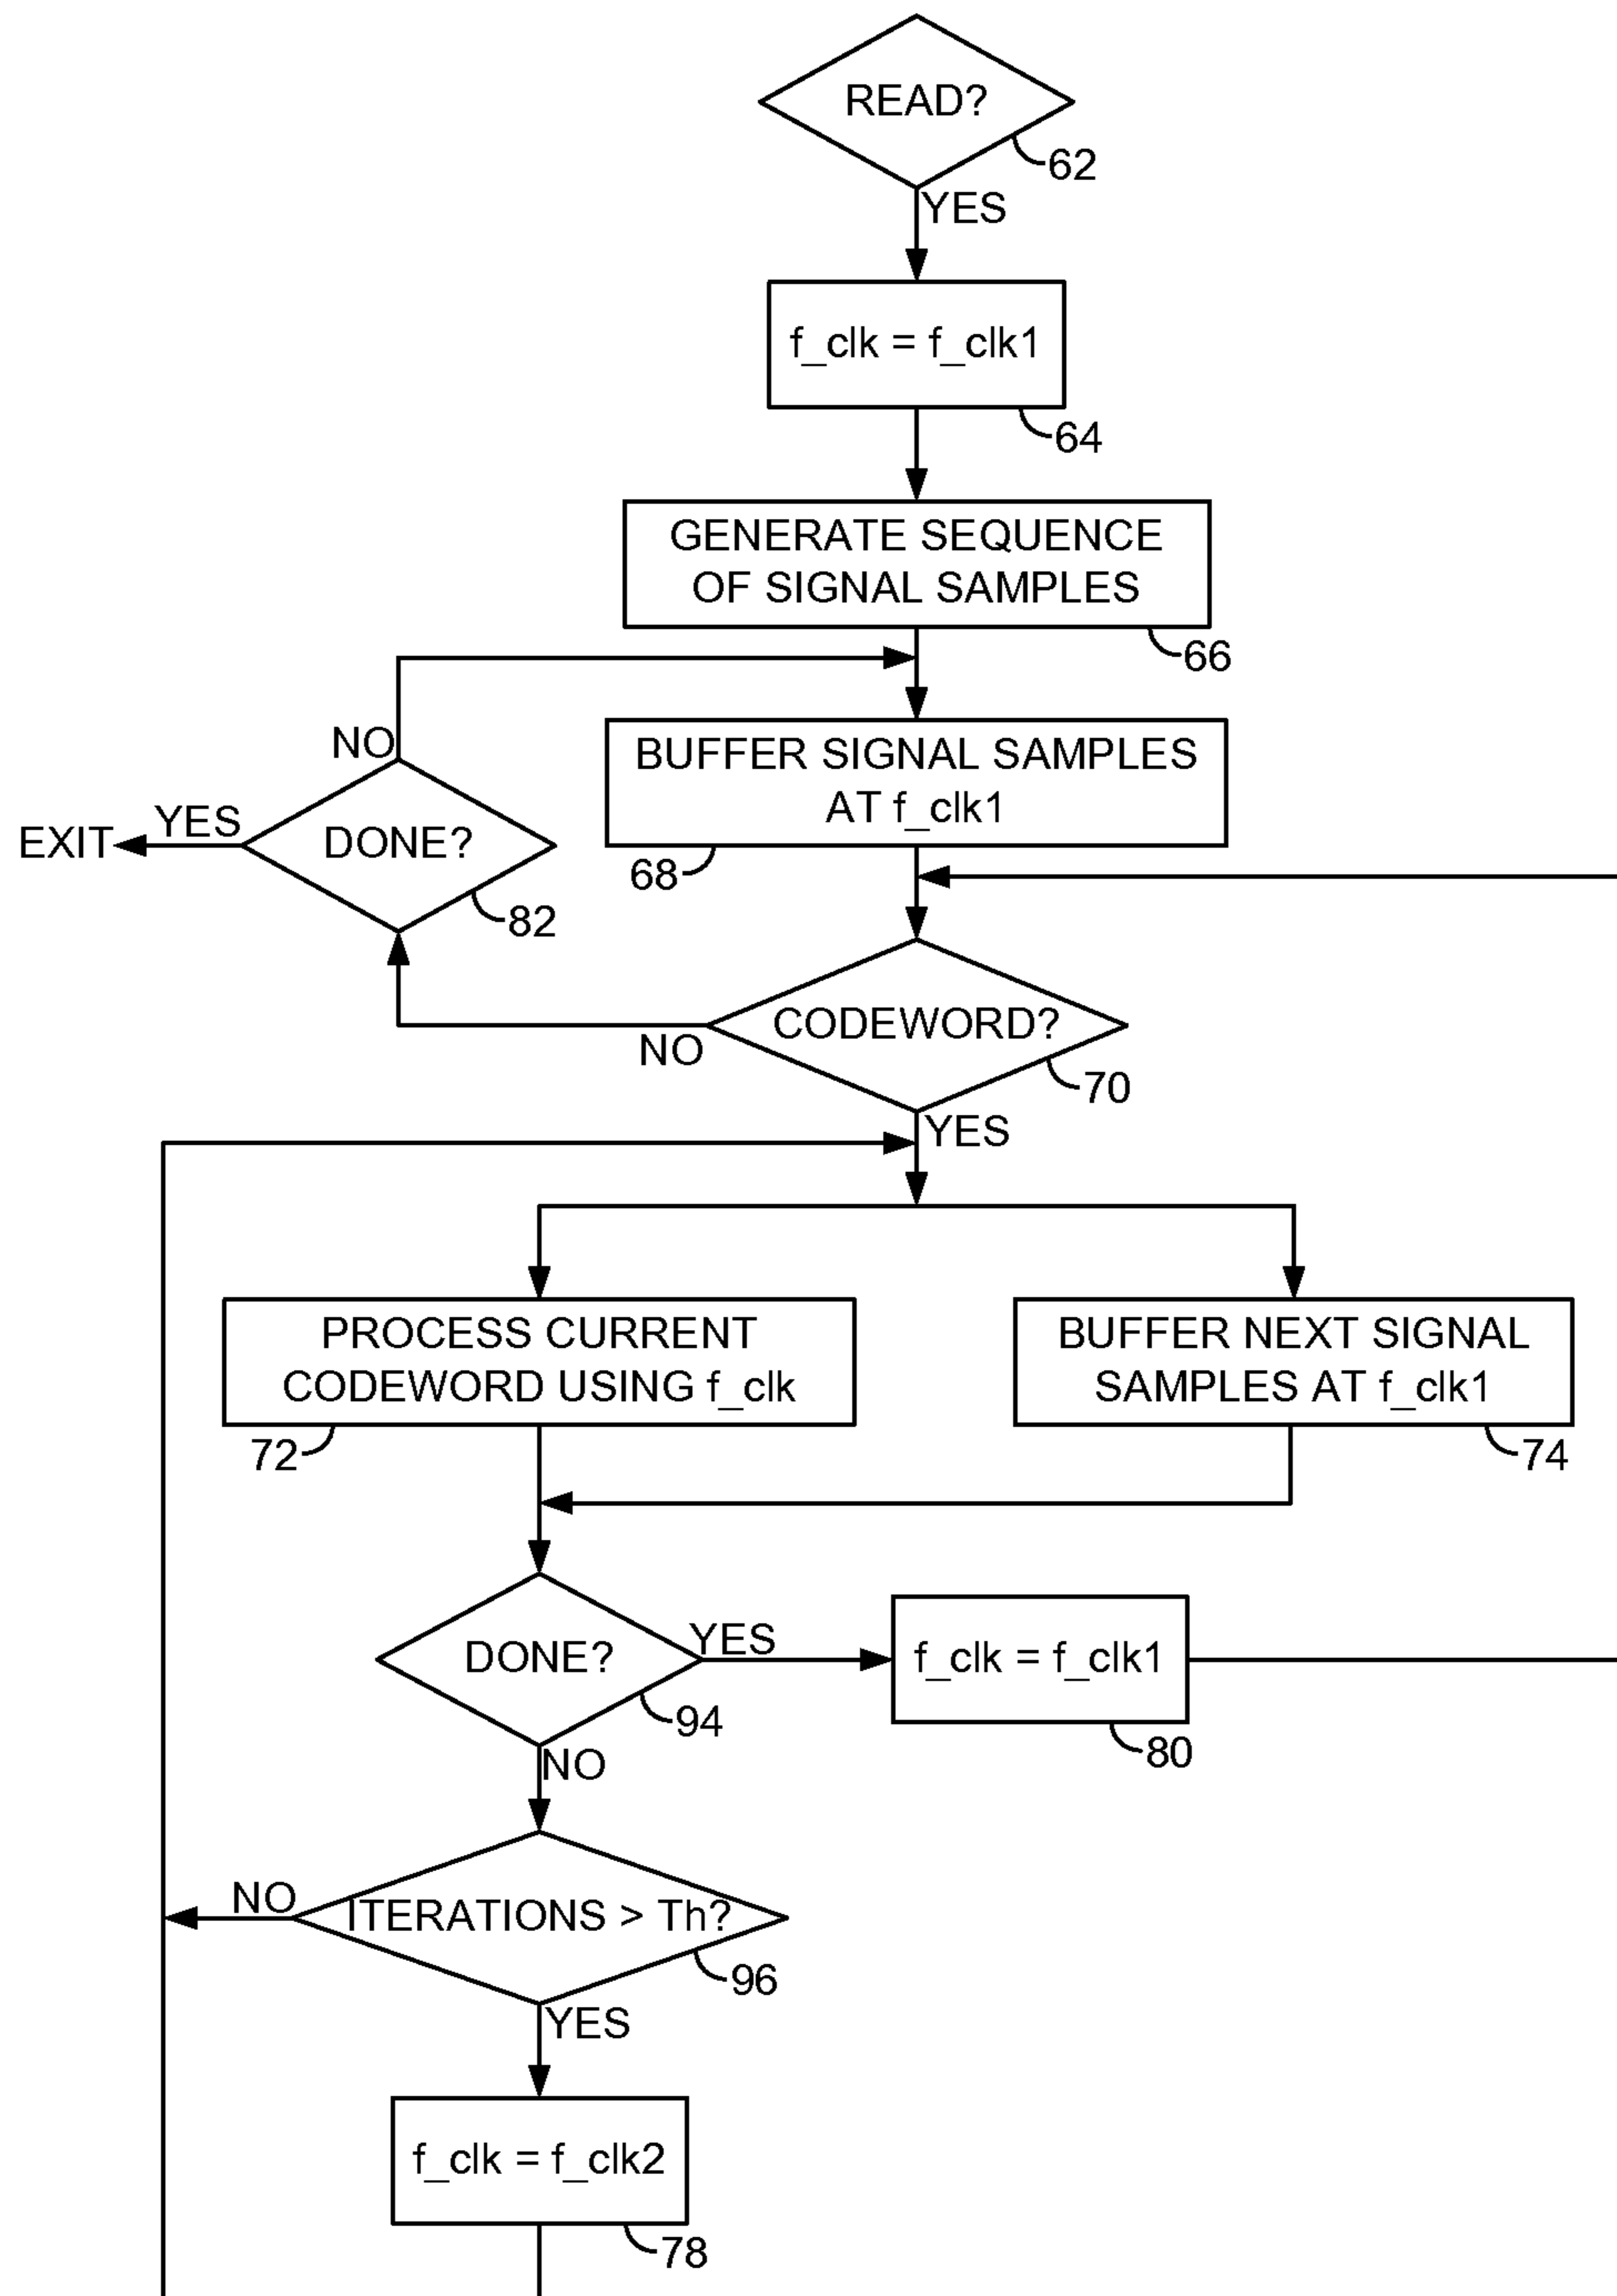 READ?
62
YES
f_clk = f_clk1
64
GENERATE SEQUENCE
OF SIGNAL SAMPLES
66
NO
BUFFER SIGNAL SAMPLES
AT f_clk1
68
EXIT
YES
DONE?
82
CODEWORD?
NO
70
YES
PROCESS CURRENT
CODEWORD USING f_clk
72
BUFFER NEXT SIGNAL
SAMPLES AT f_clk1
74
DONE?
YES
94
f_clk = f_clk1
80
NO
NO
ITERATIONS > Th?
96
YES
f_clk = f_clk2
78